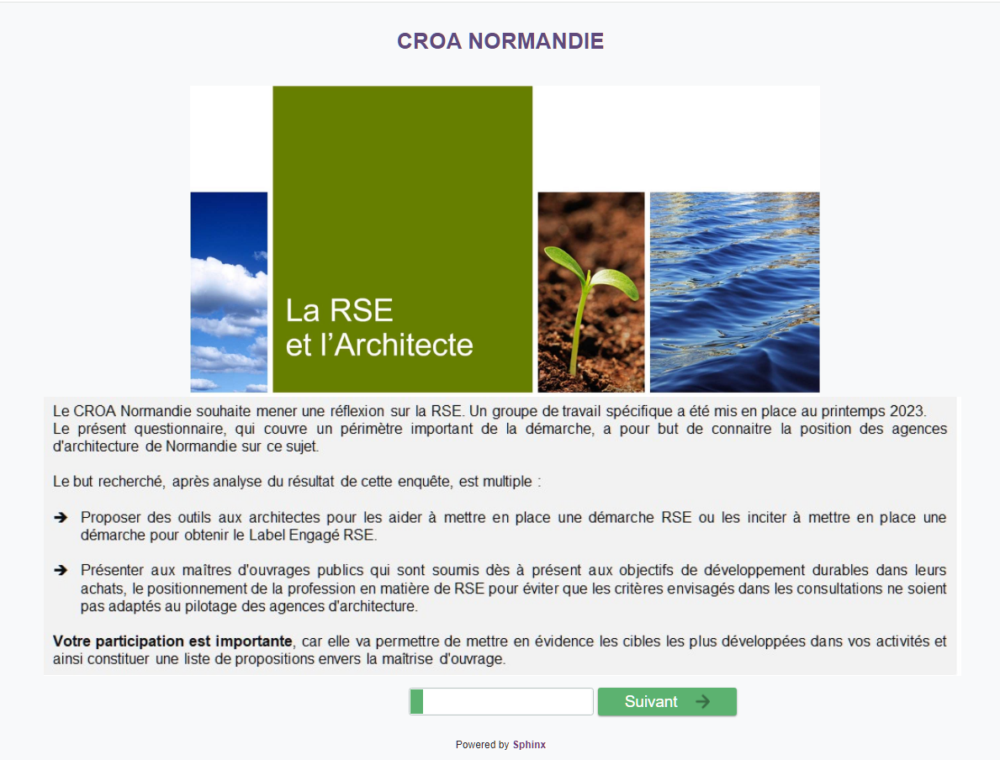 CROA NORMANDIE
La RSE
et l'Architecte
Le CROA Normandie souhaite mener une réflexion sur la RSE. Un groupe de travail spécifique a été mis en place au printemps 2023.
Le présent questionnaire, qui couvre un périmètre important de la démarche, a pour but de connaitre la position des agences
d'architecture de Normandie sur ce sujet.
Le but recherché, après analyse du résultat de cette enquête, est multiple :
➔ Proposer des outils aux architectes pour les aider à mettre en place une démarche RSE ou les inciter à mettre en place une
démarche pour obtenir le Label Engagé RSE.
➔ Présenter aux maîtres d'ouvrages publics qui sont soumis dès à présent aux objectifs de développement durables dans leurs
achats, le positionnement de la profession en matière de RSE pour éviter que les critères envisagés dans les consultations ne soient
pas adaptés au pilotage des agences d'architecture.
Votre participation est importante, car elle va permettre de mettre en évidence les cibles les plus développées dans vos activités et
ainsi constituer une liste de propositions envers la maîtrise d'ouvrage.
Suivant →
Powered by Sphinx